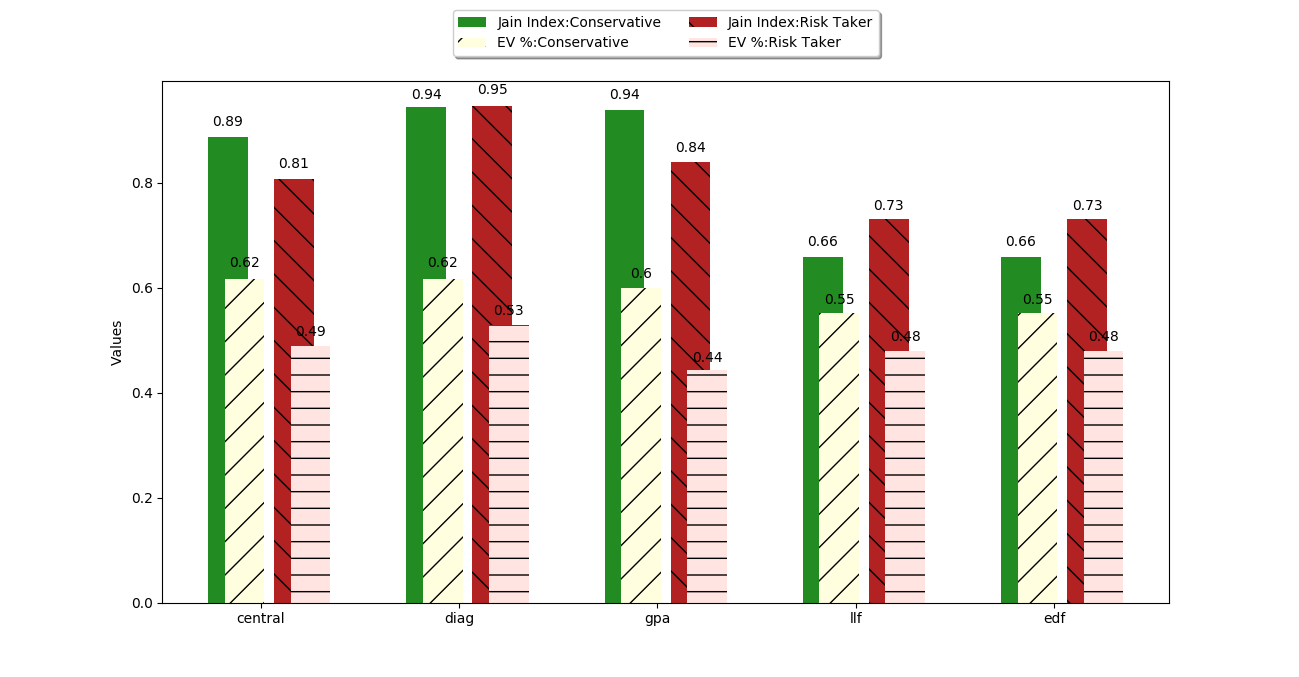 Jain Index:Conservative Jain Index:Risk Taker
EV %:Conservative EV %:Risk Taker
0.89 0.62 0.81 0.49
0.94 0.62 0.95 0.53
0.94 0.6 0.84 0.44
0.66 0.55 0.73 0.48
0.66 0.55 0.73 0.48
Values
0.8
0.6
0.4
0.2
0.0
central diag gpa llf edf